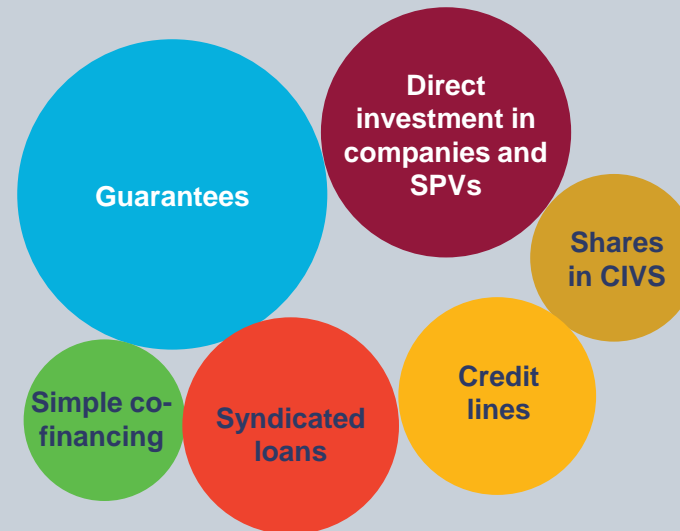 Guarantees
Direct
investment in
companies and
SPVs
Shares
in CIVS
Simple co-
financing
Syndicated
loans
Credit
lines